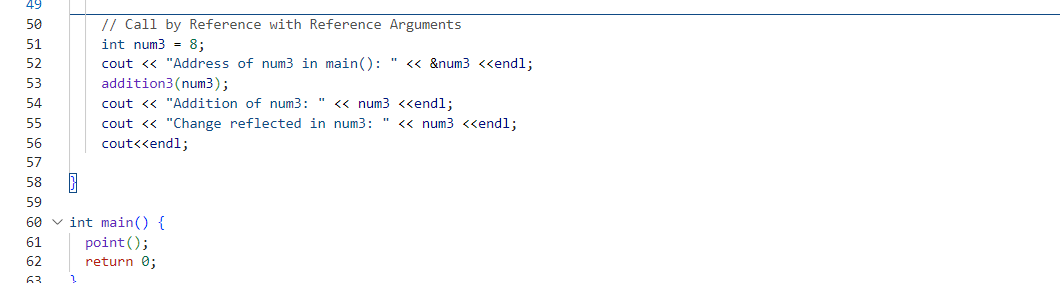 49
50 // Call by Reference with Reference Arguments
51 int num3 = 8;
52 cout << "Address of num3 in main(): " << &num3 <<endl;
53 addition3(num3);
54 cout << "Addition of num3: " << num3 <<endl;
55 cout << "Change reflected in num3: " << num3 <<endl;
56 cout<<endl;
57
58 }
59
60 int main() {
61 point();
62 return 0;
63 }